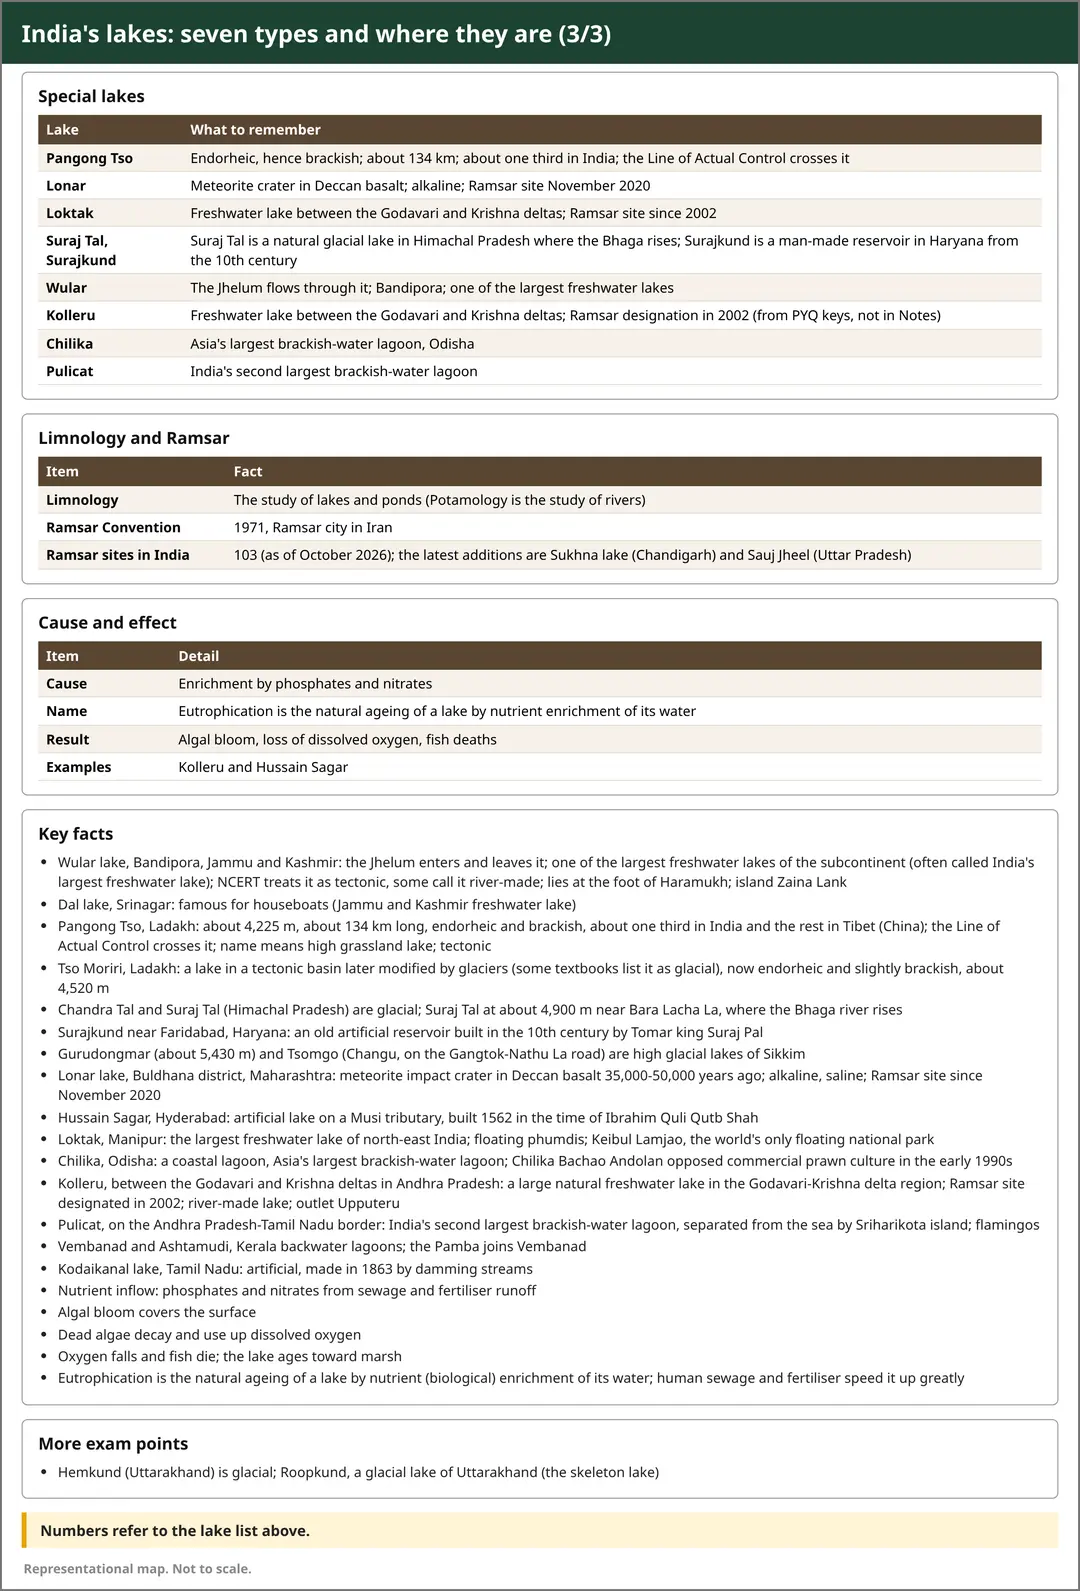 India's lakes: seven types and where they are (3/3)
Special lakes
Lake What to remember
Pangong Tso Endorheic, hence brackish; about 134 km; about one third in India; the Line of Actual Control crosses it
Lonar Meteorite crater in Deccan basalt; alkaline; Ramsar site November 2020
Loktak Freshwater lake between the Godavari and Krishna deltas; Ramsar site since 2002
Suraj Tal, Surajkund Suraj Tal is a natural glacial lake in Himachal Pradesh where the Bhaga rises; Surajkund is a man-made reservoir in Haryana from
the 10th century
Wular The Jhelum flows through it; Bandipora; one of the largest freshwater lakes
Kolleru Freshwater lake between the Godavari and Krishna deltas; Ramsar designation in 2002 (from PYQ keys, not in Notes)
Chilika Asia's largest brackish-water lagoon, Odisha
Pulicat India's second largest brackish-water lagoon
Limnology and Ramsar
Item Fact
Limnology The study of lakes and ponds (Potamology is the study of rivers)
Ramsar Convention 1971, Ramsar city in Iran
Ramsar sites in India 103 (as of October 2026); the latest additions are Sukhna lake (Chandigarh) and Sauj Jheel (Uttar Pradesh)
Cause and effect
Item Detail
Cause Enrichment by phosphates and nitrates
Name Eutrophication is the natural ageing of a lake by nutrient enrichment of its water
Result Algal bloom, loss of dissolved oxygen, fish deaths
Examples Kolleru and Hussain Sagar
Key facts
• Wular lake, Bandipora, Jammu and Kashmir: the Jhelum enters and leaves it; one of the largest freshwater lakes of the subcontinent (often called India's
largest freshwater lake); NCERT treats it as tectonic, some call it river-made; lies at the foot of Haramukh; island Zaina Lank
• Dal lake, Srinagar: famous for houseboats (Jammu and Kashmir freshwater lake)
• Pangong Tso, Ladakh: about 4,225 m, about 134 km long, endorheic and brackish, about one third in India and the rest in Tibet (China); the Line of
Actual Control crosses it; name means high grassland lake; tectonic
• Tso Moriri, Ladakh: a lake in a tectonic basin later modified by glaciers (some textbooks list it as glacial), now endorheic and slightly brackish, about
4,520 m
• Chandra Tal and Suraj Tal (Himachal Pradesh) are glacial; Suraj Tal at about 4,900 m near Bara Lacha La, where the Bhaga river rises
• Surajkund near Faridabad, Haryana: an old artificial reservoir built in the 10th century by Tomar king Suraj Pal
• Gurudongmar (about 5,430 m) and Tsomgo (Changu, on the Gangtok-Nathu La road) are high glacial lakes of Sikkim
• Lonar lake, Buldhana district, Maharashtra: meteorite impact crater in Deccan basalt 35,000-50,000 years ago; alkaline, saline; Ramsar site since
November 2020
• Hussain Sagar, Hyderabad: artificial lake on a Musi tributary, built 1562 in the time of Ibrahim Quli Qutb Shah
• Loktak, Manipur: the largest freshwater lake of north-east India; floating phumdis; Keibul Lamjao, the world's only floating national park
• Chilika, Odisha: a coastal lagoon, Asia's largest brackish-water lagoon; Chilika Bachao Andolan opposed commercial prawn culture in the early 1990s
• Kolleru, between the Godavari and Krishna deltas in Andhra Pradesh: a large natural freshwater lake in the Godavari-Krishna delta region; Ramsar site
designated in 2002; river-made lake; outlet Upputeru
• Pulicat, on the Andhra Pradesh-Tamil Nadu border: India's second largest brackish-water lagoon, separated from the sea by Sriharikota island; flamingos
• Vembanad and Ashtamudi, Kerala backwater lagoons; the Pamba joins Vembanad
• Kodaikanal lake, Tamil Nadu: artificial, made in 1863 by damming streams
• Nutrient inflow: phosphates and nitrates from sewage and fertiliser runoff
• Algal bloom covers the surface
• Dead algae decay and use up dissolved oxygen
• Oxygen falls and fish die; the lake ages toward marsh
• Eutrophication is the natural ageing of a lake by nutrient (biological) enrichment of its water; human sewage and fertiliser speed it up greatly
More exam points
• Hemkund (Uttarakhand) is glacial; Roopkund, a glacial lake of Uttarakhand (the skeleton lake)
Numbers refer to the lake list above.
Representational map. Not to scale.